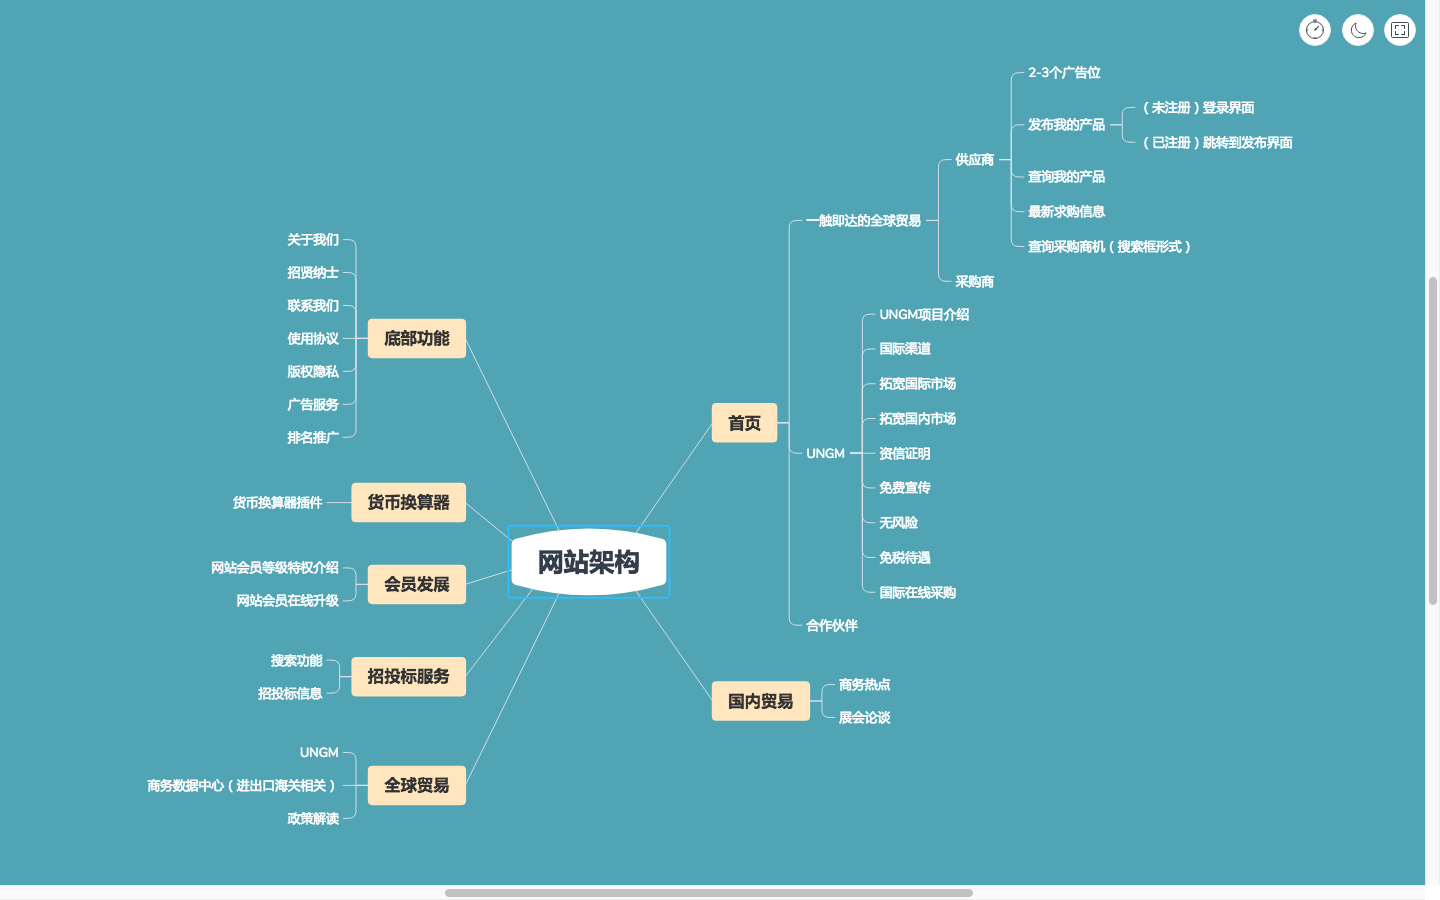 网站架构
首页
一触即达的全球贸易
供应商
2-3个广告位
发布我的产品
（未注册）登录界面
（已注册）跳转到发布界面
查询我的产品
最新求购信息
查询采购商机（搜索框形式）
采购商
UNGM
UNGM项目介绍
国际渠道
拓宽国际市场
拓宽国内市场
资信证明
免费宣传
无风险
免税待遇
国际在线采购
合作伙伴
国内贸易
商务热点
展会论谈
底部功能
关于我们
招贤纳士
联系我们
使用协议
版权隐私
广告服务
排名推广
货币换算器
货币换算器插件
会员发展
网站会员等级特权介绍
网站会员在线升级
招投标服务
搜索功能
招投标信息
全球贸易
UNGM
商务数据中心（进出口海关相关）
政策解读